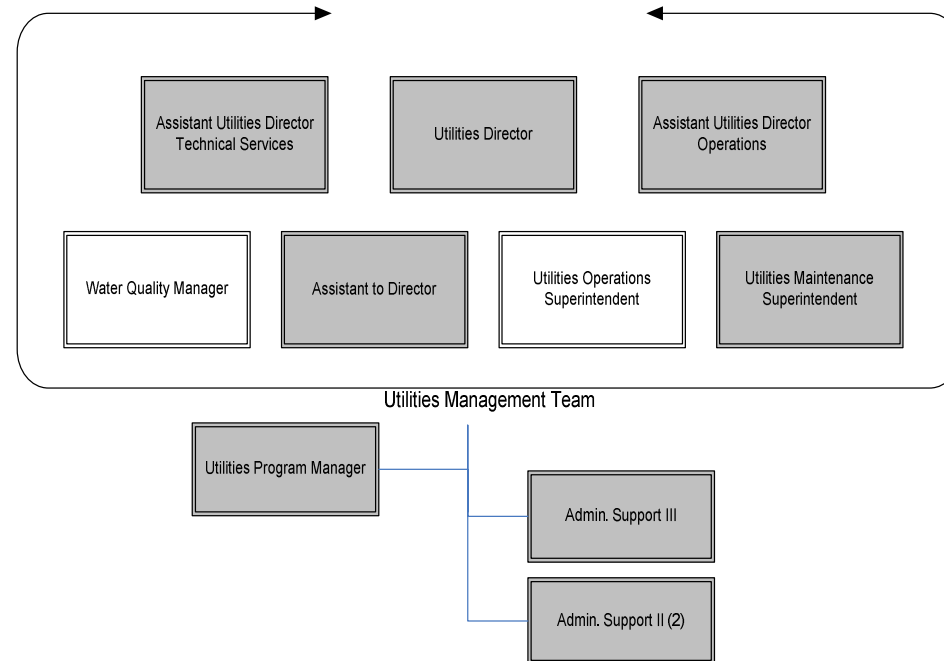 Assistant Utilities Director
Technical Services
Utilities Director
Assistant Utilities Director
Operations
Water Quality Manager
Assistant to Director
Utilities Operations
Superintendent
Utilities Maintenance
Superintendent
Utilities Management Team
Utilities Program Manager
Admin. Support III
Admin. Support II (2)